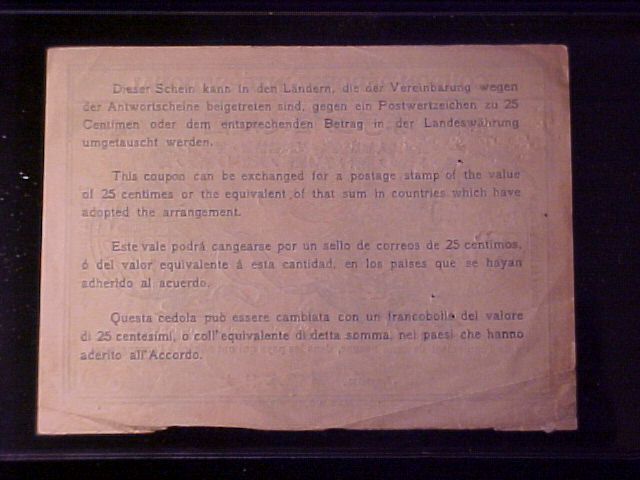 Dieser Schein kann in den Ländern, die der Vereinbarung wegen
der Antwortscheine beigetreten sind, gegen ein Postwertzeichen zu 25
Centimen oder dem entsprechenden Betrag in der Landeswährung
umgetauscht werden.
This coupon can be exchanged for a postage stamp of the value
of 25 centimes or the equivalent of that sum in countries which have
adopted the arrangement.
Este vale podrá cangearse por un sello de correos de 25 centimos,
ó del valor equivalente á esta cantidad, en los paises que se hayan
adherido al acuerdo.
Questa cedola può essere cambiata con un francobollo del valore
di 25 centesimi, o coll'equivalente di detta somma, nei paesi che hanno
aderito all'Accordo.